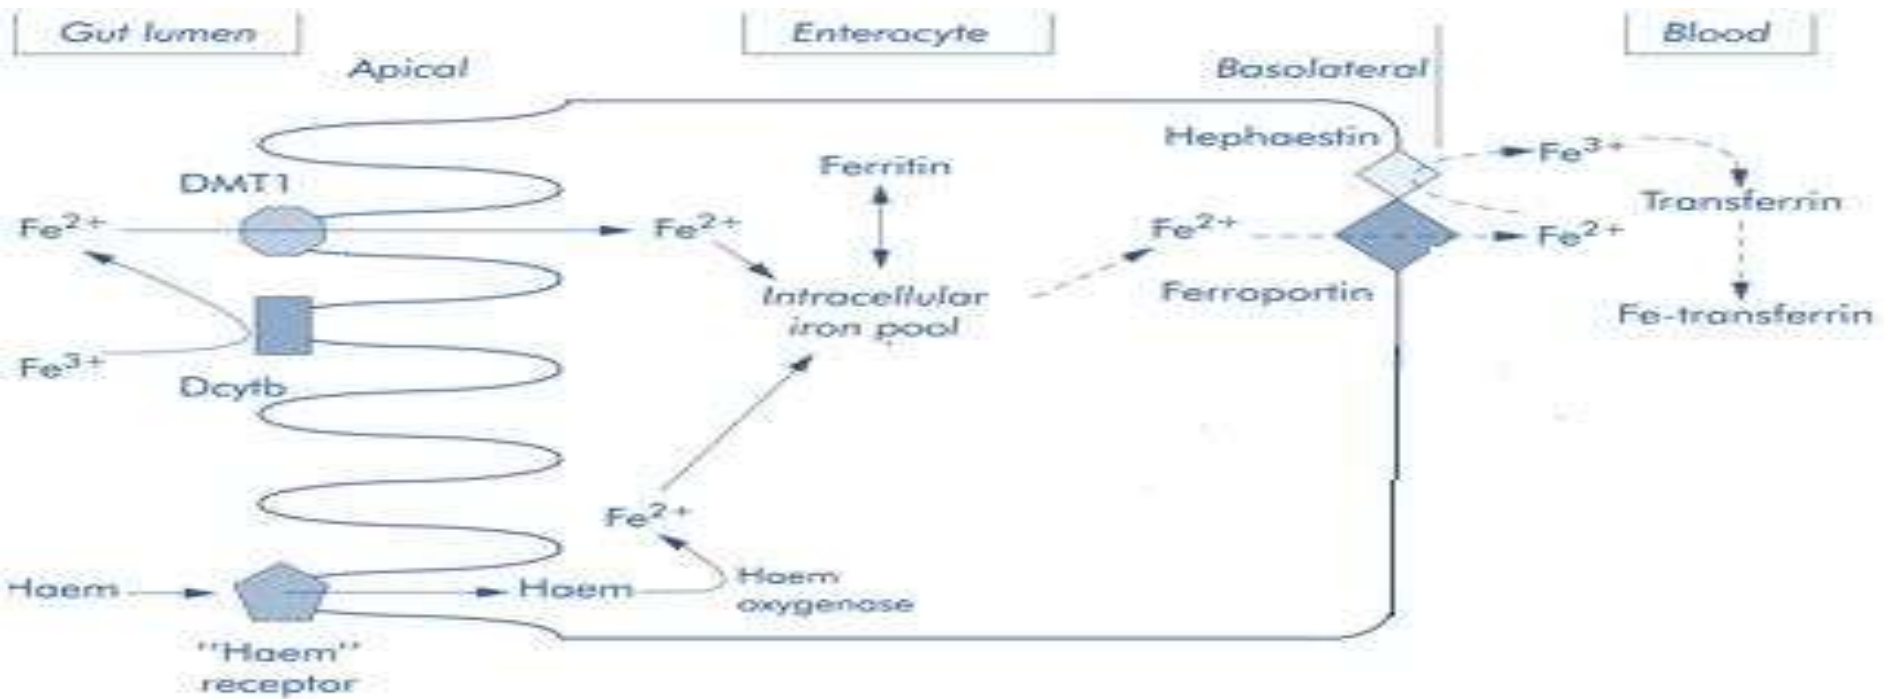 Gut lumen
Enterocyte
Blood
Apical
Basolateral
Hephaestin
Fe3+
Ferritin
DMT1
Transferrin
Fe2+
Fe2+
Fe2+
Fe2+
Intracellular
iron pool
Ferroportin
Fe-transferrin
Fe3+
Dcytb
Fe2+
Haem
Haem
Haem
oxygenase
"Haem"
receptor